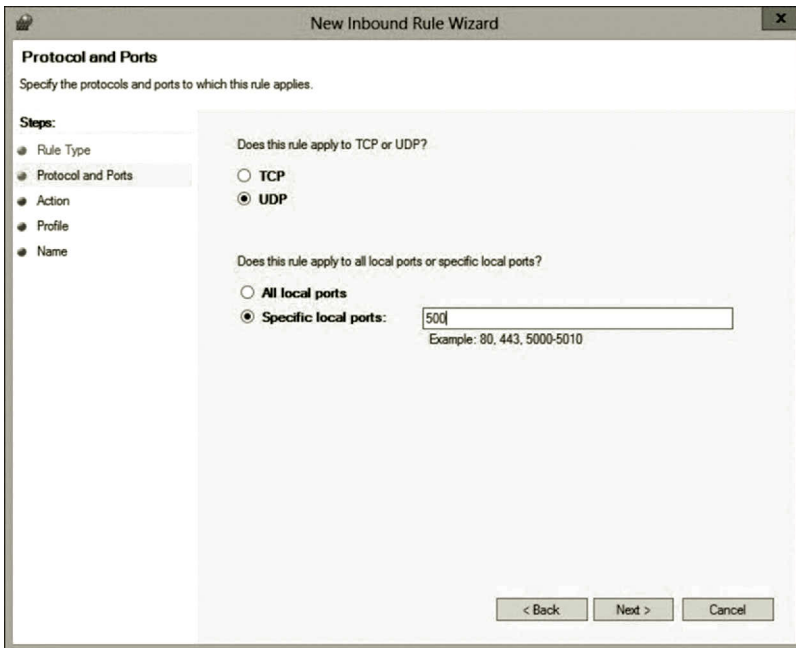 New Inbound Rule Wizard
x
Protocol and Ports
Specify the protocols and ports to which this rule applies.
Steps:
Rule Type
Protocol and Ports
Action
Profile
Name
Does this rule apply to TCP or UDP?
TCP
UDP
Does this rule apply to all local ports or specific local ports?
All local ports
Specific local ports: 500
Example: 80, 443, 5000-5010
< Back Next > Cancel